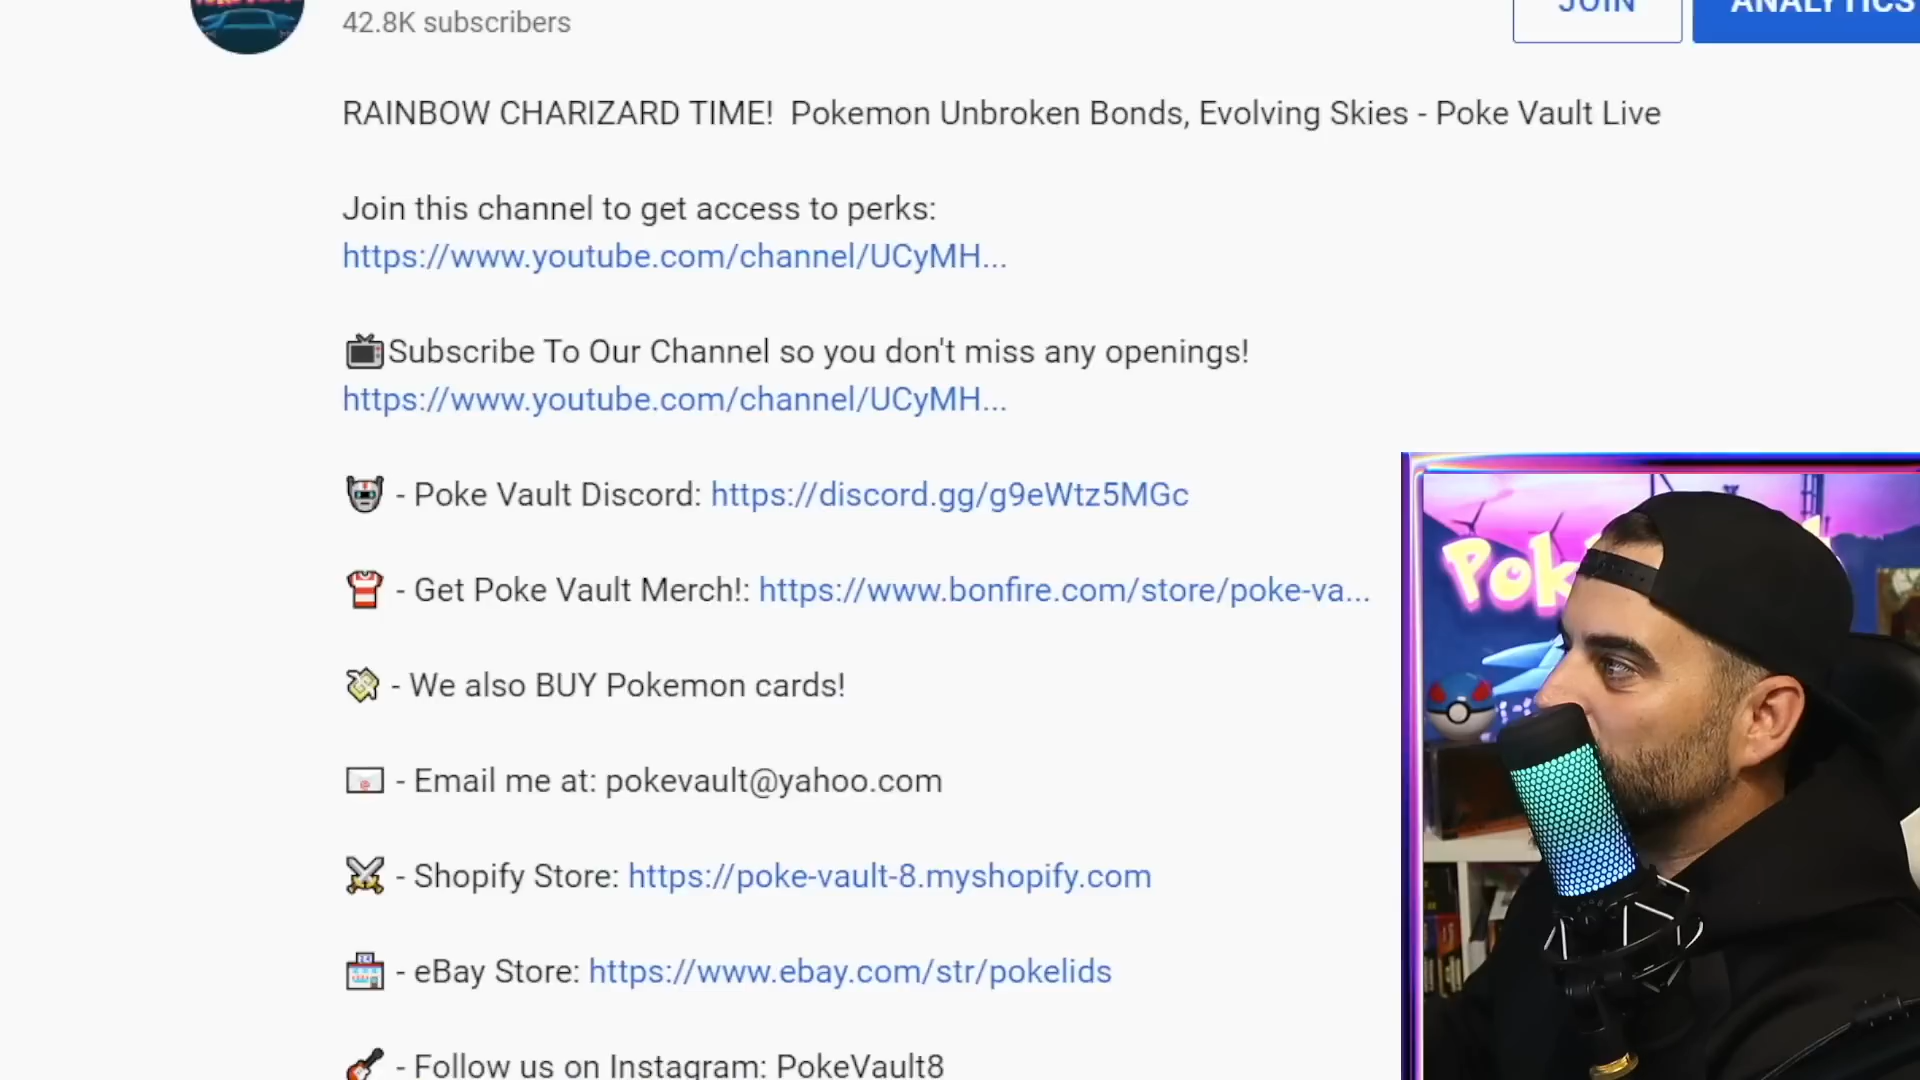 42.8K subscribers
JOIN
ANALYTICS
RAINBOW CHARIZARD TIME! Pokemon Unbroken Bonds, Evolving Skies - Poke Vault Live
Join this channel to get access to perks:
https://www.youtube.com/channel/UCyMH...
Subscribe To Our Channel so you don't miss any openings!
https://www.youtube.com/channel/UCyMH...
- Poke Vault Discord: https://discord.gg/g9eWtz5MGc
- Get Poke Vault Merch!: https://www.bonfire.com/store/poke-va...
- We also BUY Pokemon cards!
- Email me at: pokevault@yahoo.com
- Shopify Store: https://poke-vault-8.myshopify.com
- eBay Store: https://www.ebay.com/str/pokelids
- Follow us on Instagram: PokeVault8